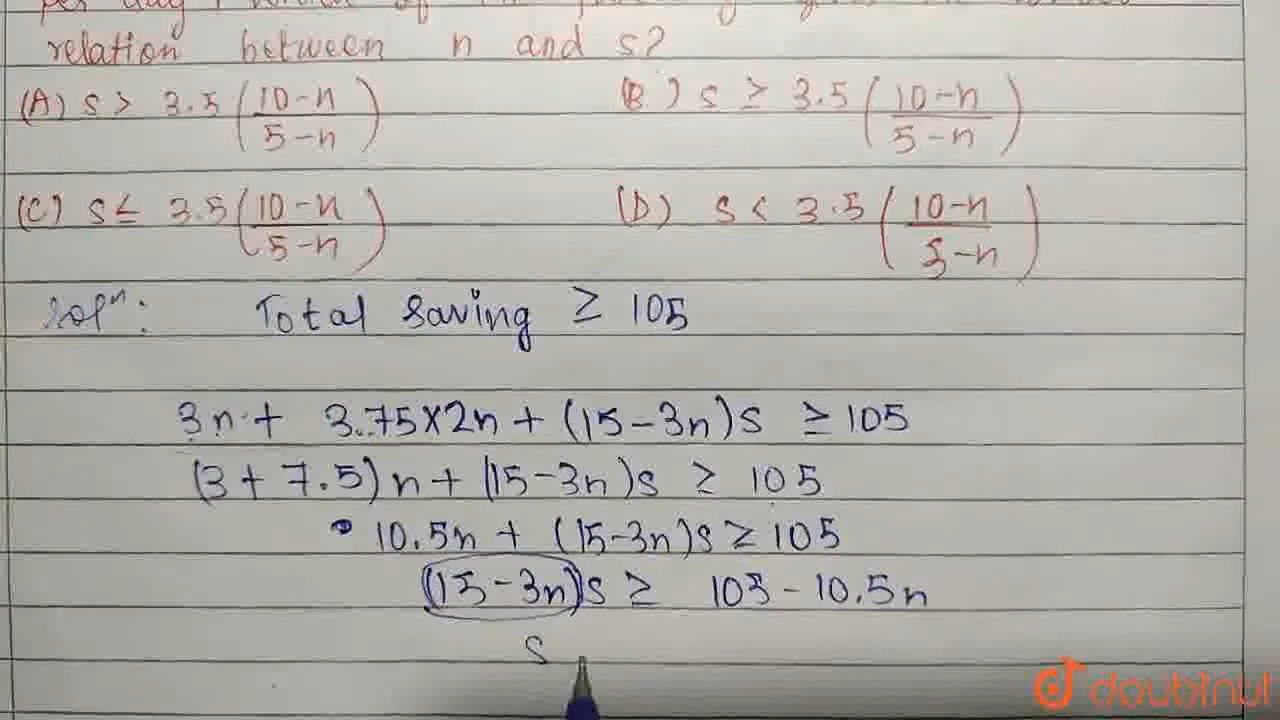 per day
relation between n and s?
(A) s > 3.5 (10-n / 5-n) (B) s ≥ 3.5 (10-n / 5-n)
(C) s ≤ 3.5 (10-n / 5-n) (D) s < 3.5 (10-n / 5-n)
Solⁿ: Total saving ≥ 105
3n + 3.75×2n + (15-3n)s ≥ 105
(3+7.5)n + (15-3n)s ≥ 105
10.5n + (15-3n)s ≥ 105
(15-3n)s ≥ 105 - 10.5n
s
doubtnut